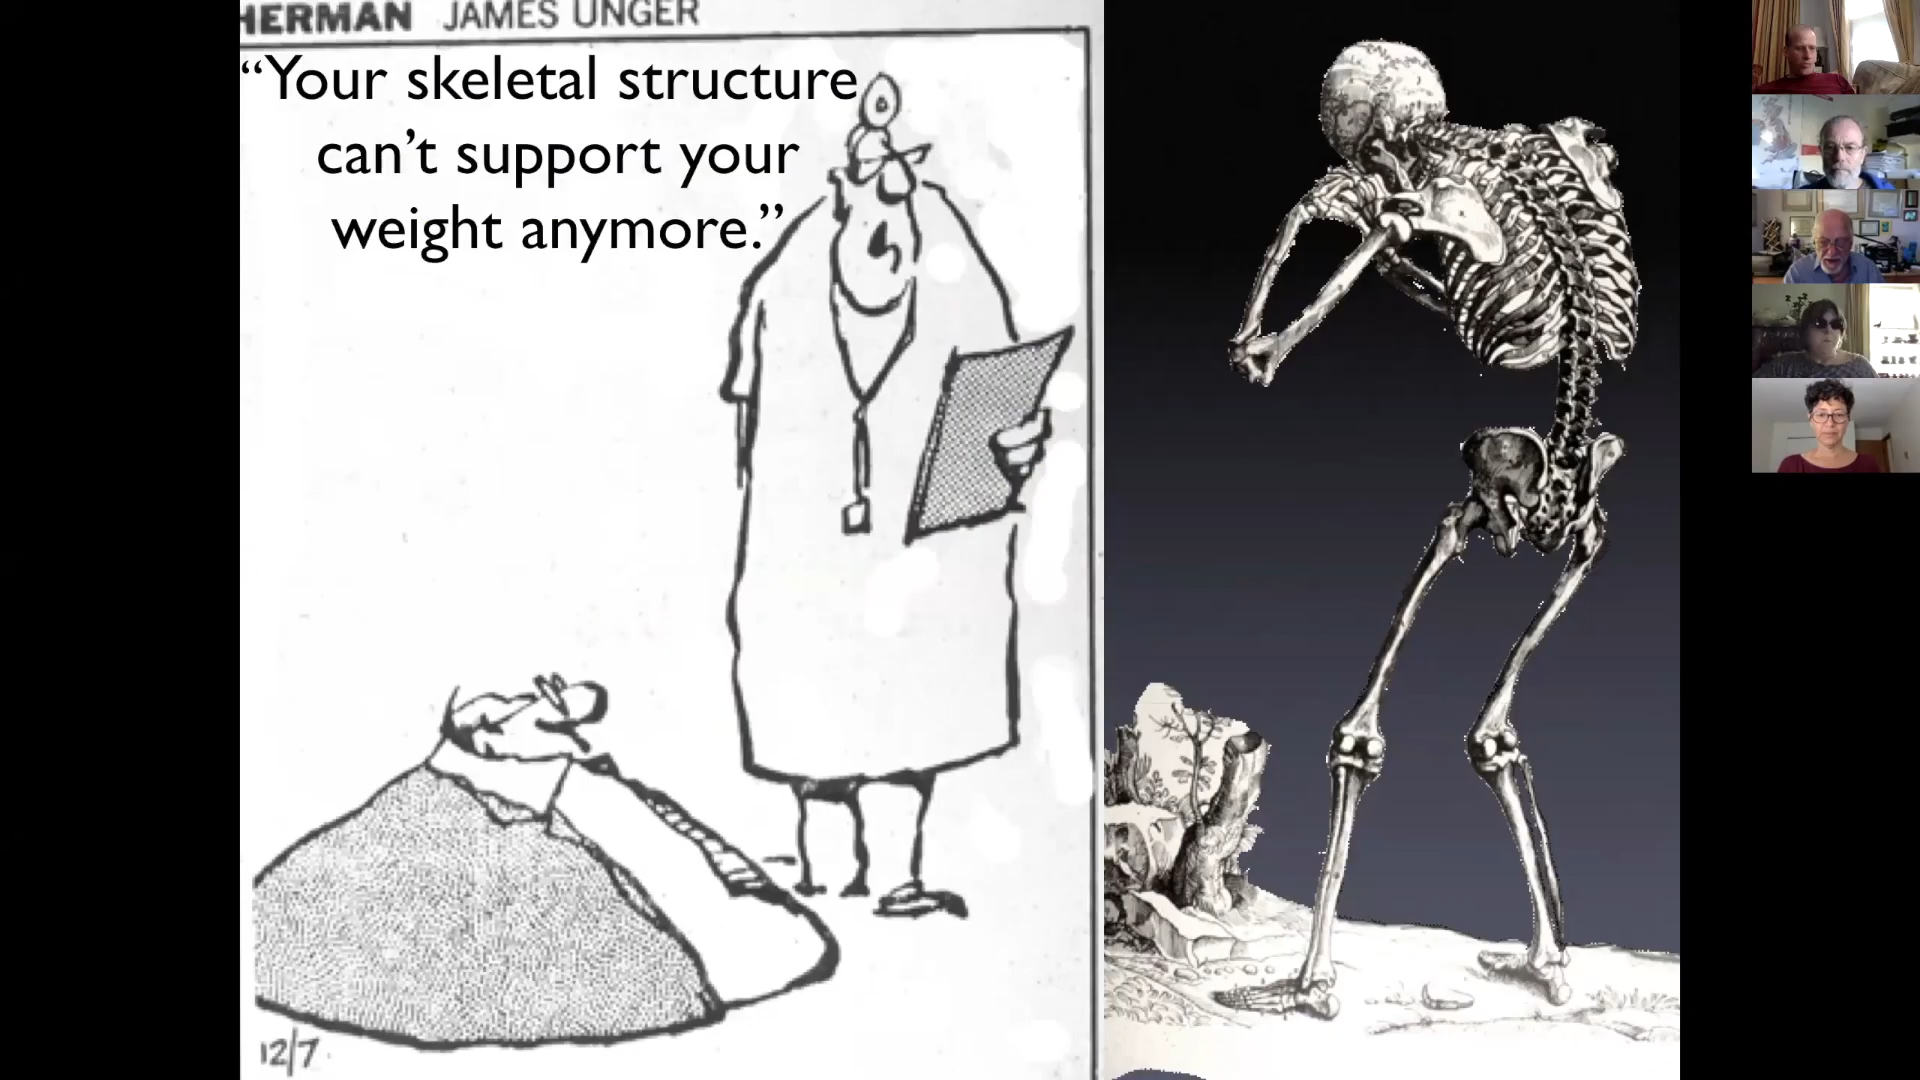 HERMAN JAMES UNGER
“Your skeletal structure
can’t support your
weight anymore.”
12/7